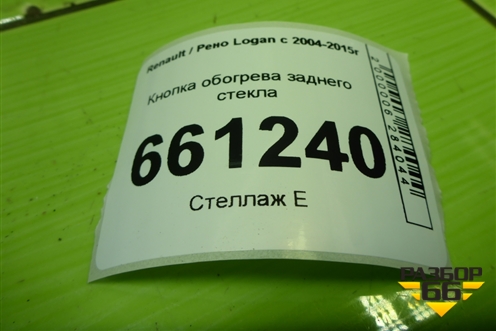 Renault / Рено Logan с 2004-2015г
Кнопка обогрева заднего
стекла
661240
Стеллаж Е
2000006284044
РАЗБОР
66